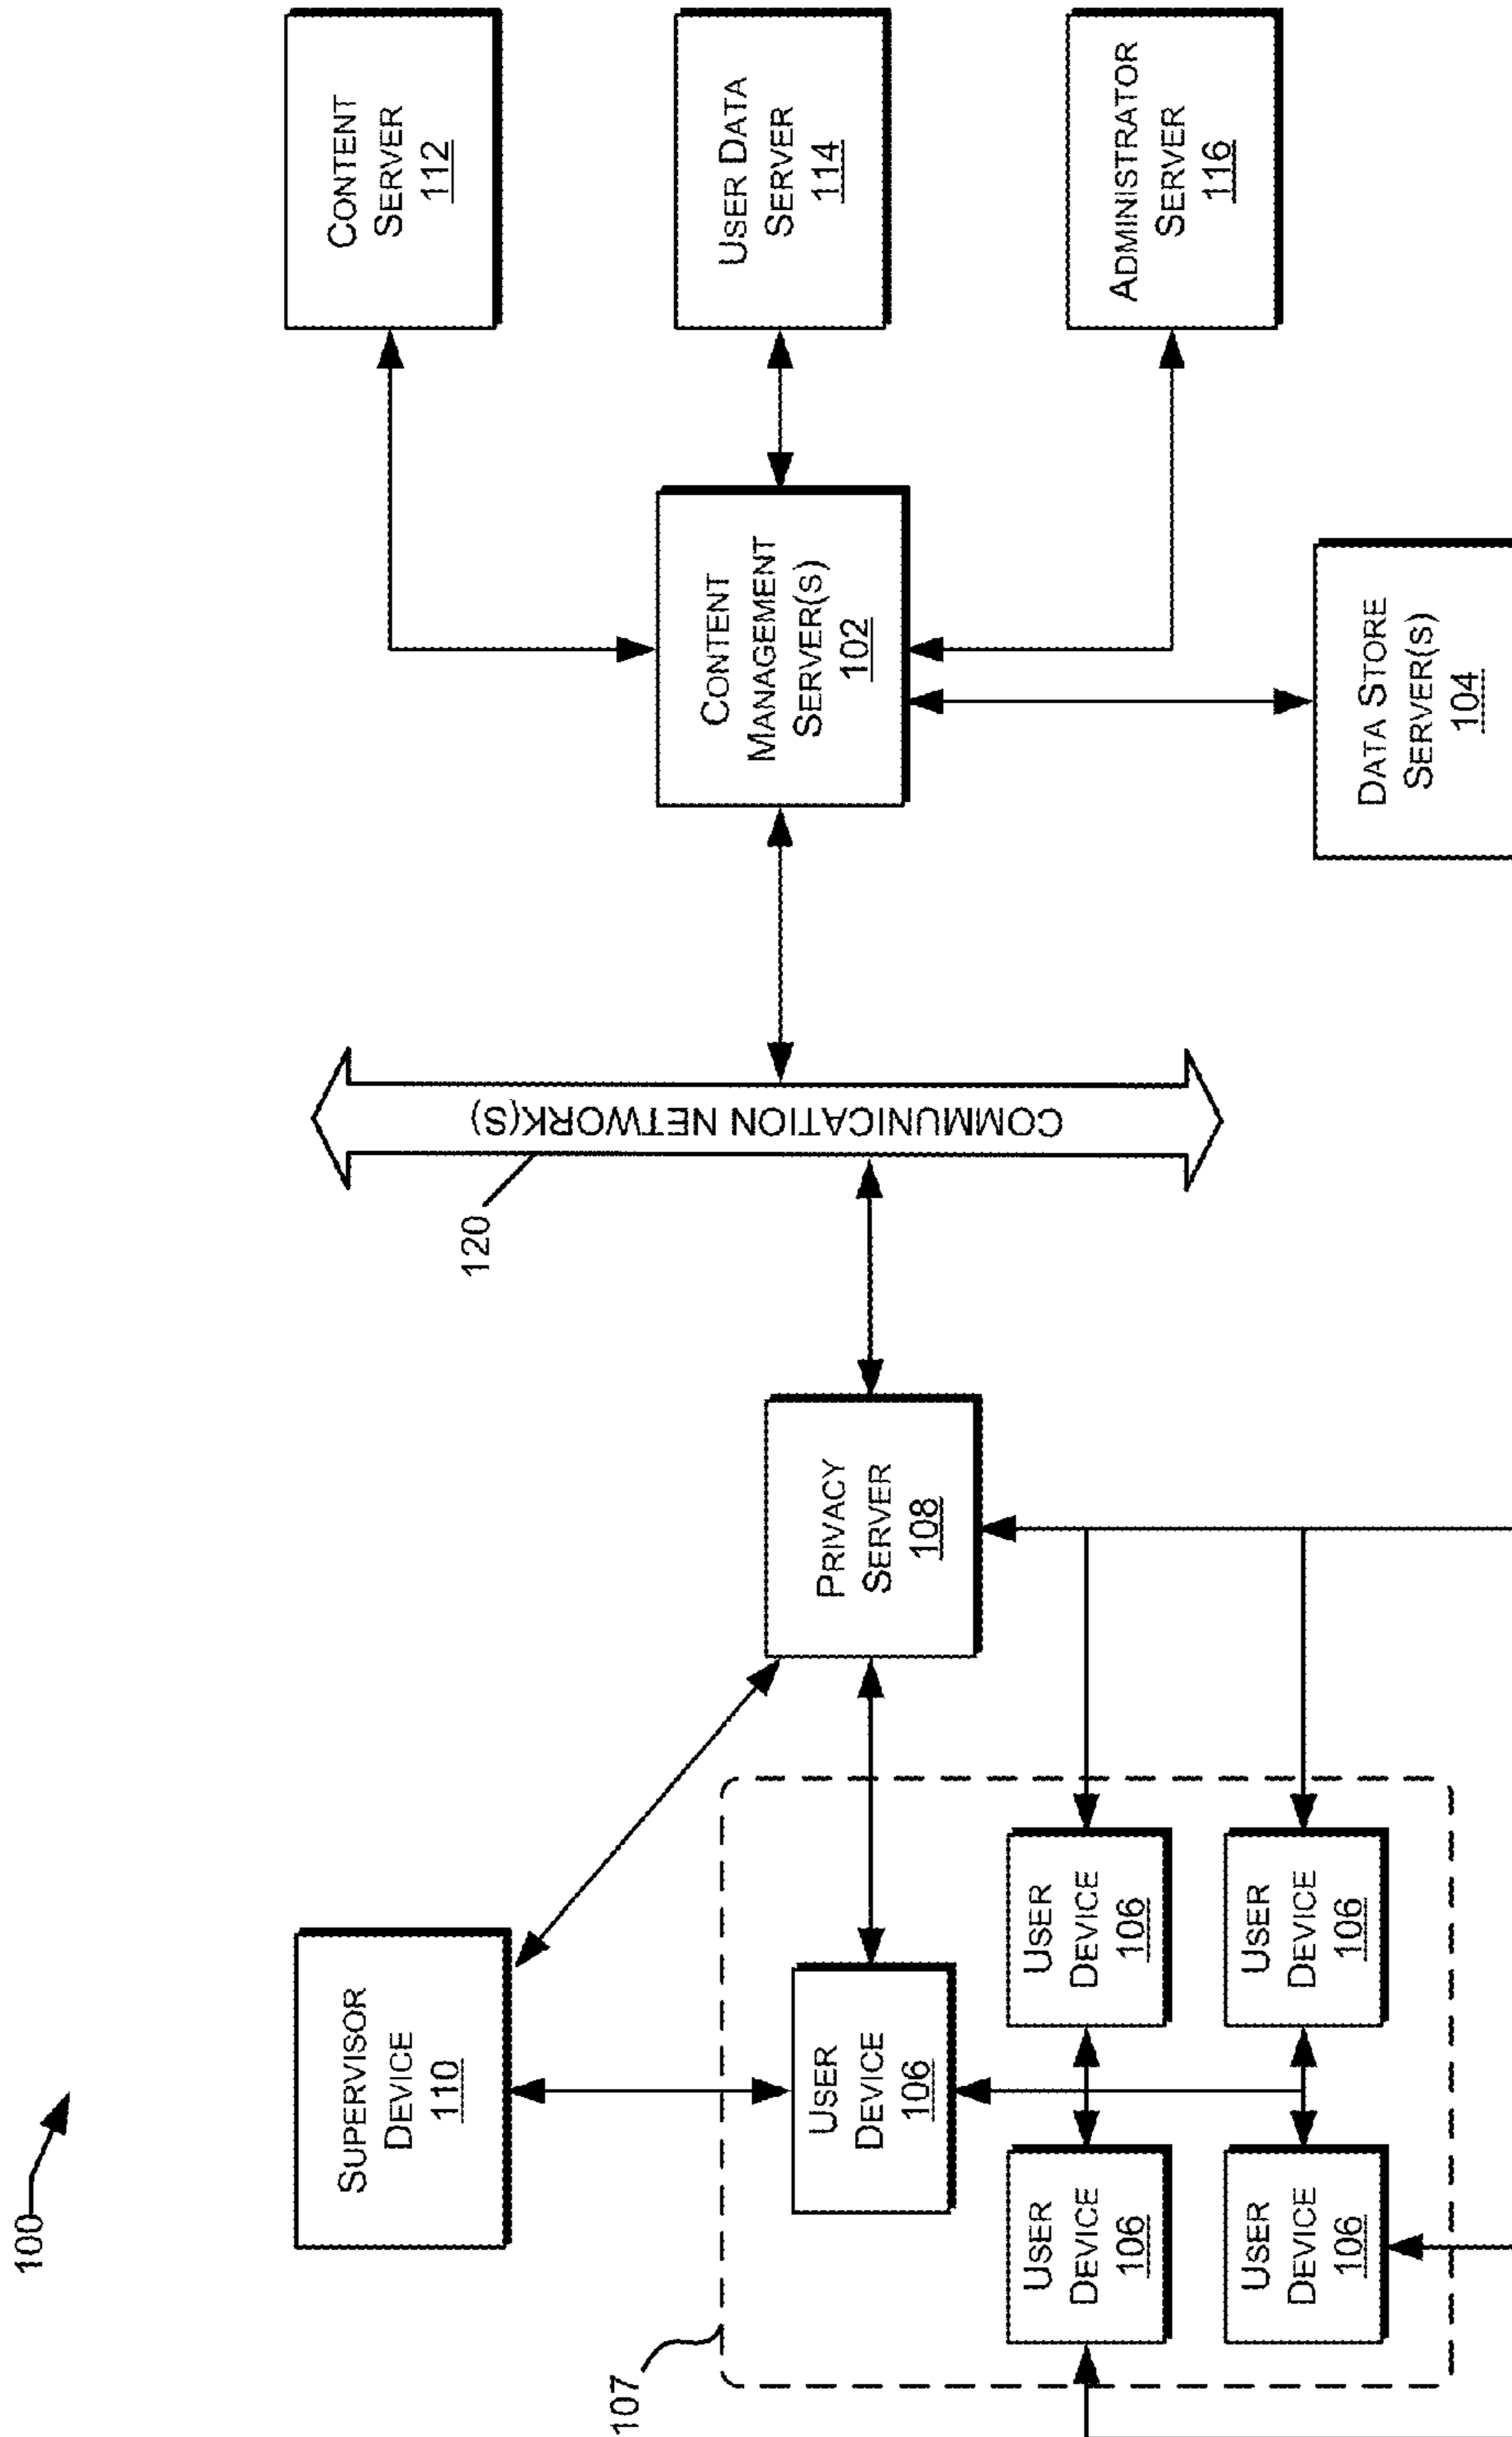 100
SUPERVISOR
DEVICE
110
107
USER
DEVICE
106
USER
DEVICE
106
USER
DEVICE
106
USER
DEVICE
106
USER
DEVICE
106
PRIVACY
SERVER
108
120
COMMUNICATION NETWORK(S)
CONTENT
MANAGEMENT
SERVER(S)
102
DATA STORE
SERVER(S)
104
CONTENT
SERVER
112
USER DATA
SERVER
114
ADMINISTRATOR
SERVER
116